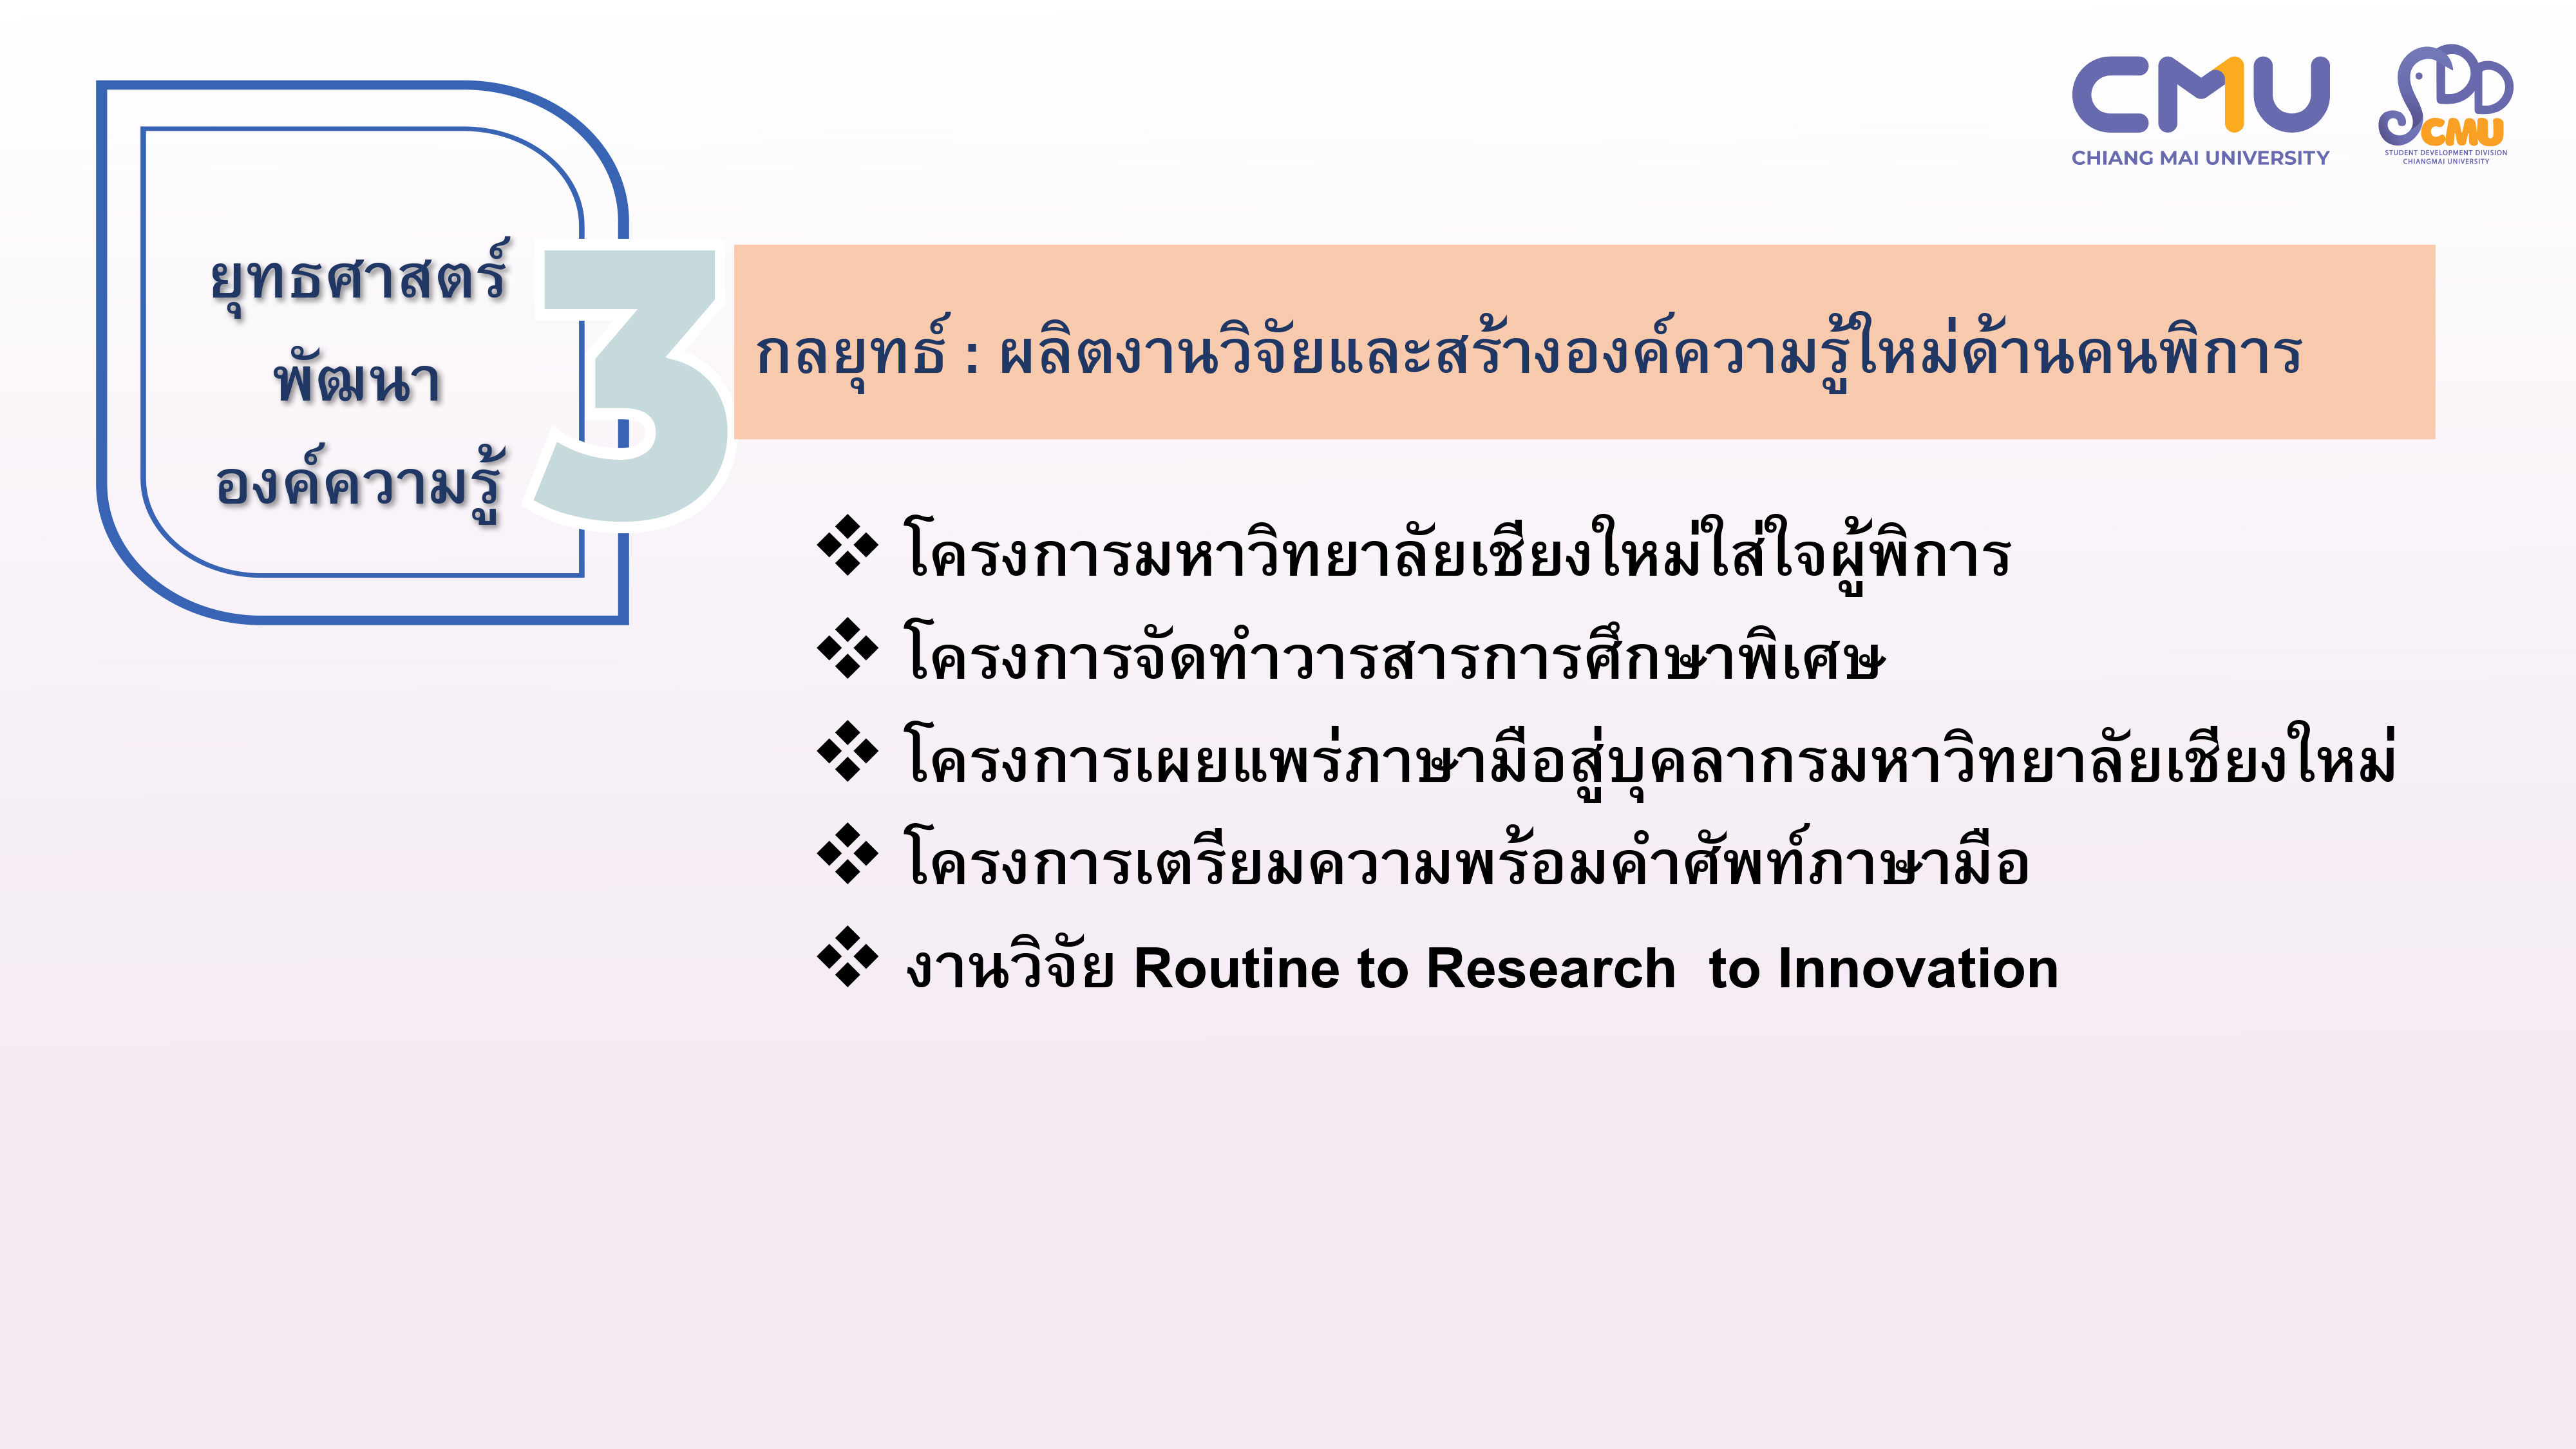 CMU
CHIANG MAI UNIVERSITY
SDD
CMU
STUDENT DEVELOPMENT DIVISION
CHIANGMAI UNIVERSITY
ยุทธศาสตร์
พัฒนา
องค์ความรู้
3
กลยุทธ์ : ผลิตงานวิจัยและสร้างองค์ความรู้ใหม่ด้านคนพิการ
❖ โครงการมหาวิทยาลัยเชียงใหม่ใส่ใจผู้พิการ
❖ โครงการจัดทำวารสารการศึกษาพิเศษ
❖ โครงการเผยแพร่ภาษามือสู่บุคลากรมหาวิทยาลัยเชียงใหม่
❖ โครงการเตรียมความพร้อมคำศัพท์ภาษามือ
❖ งานวิจัย Routine to Research  to Innovation